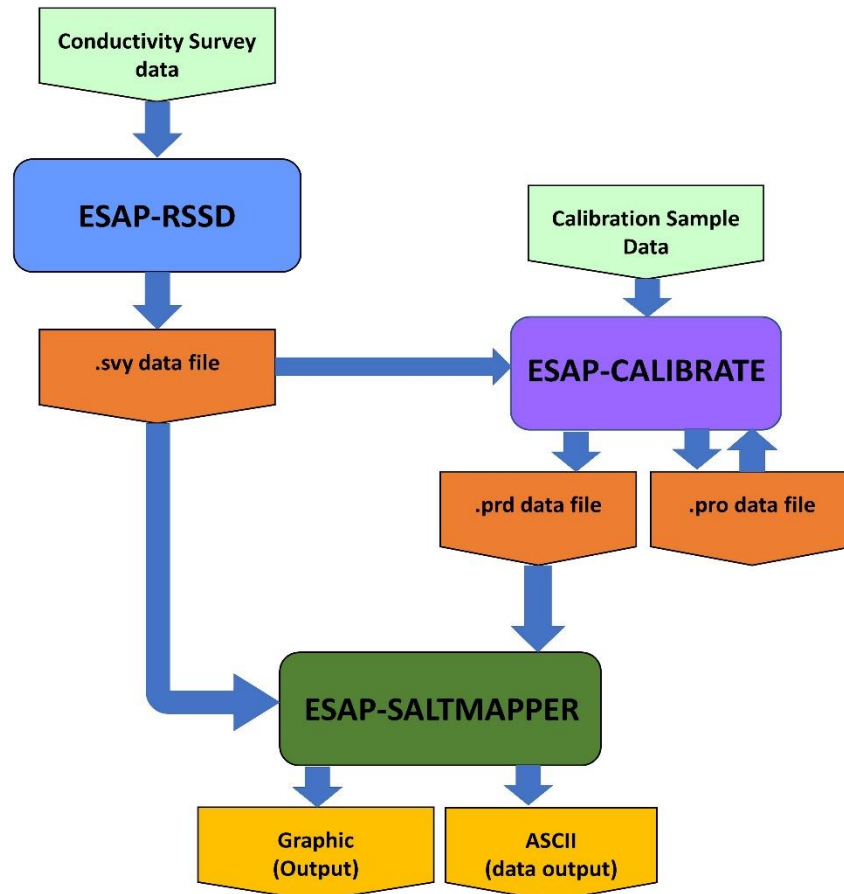 Conductivity Survey
data
ESAP-RSSD
Calibration Sample
Data
.svy data file
ESAP-CALIBRATE
.prd data file
.pro data file
ESAP-SALTMAPPER
Graphic
(Output)
ASCII
(data output)